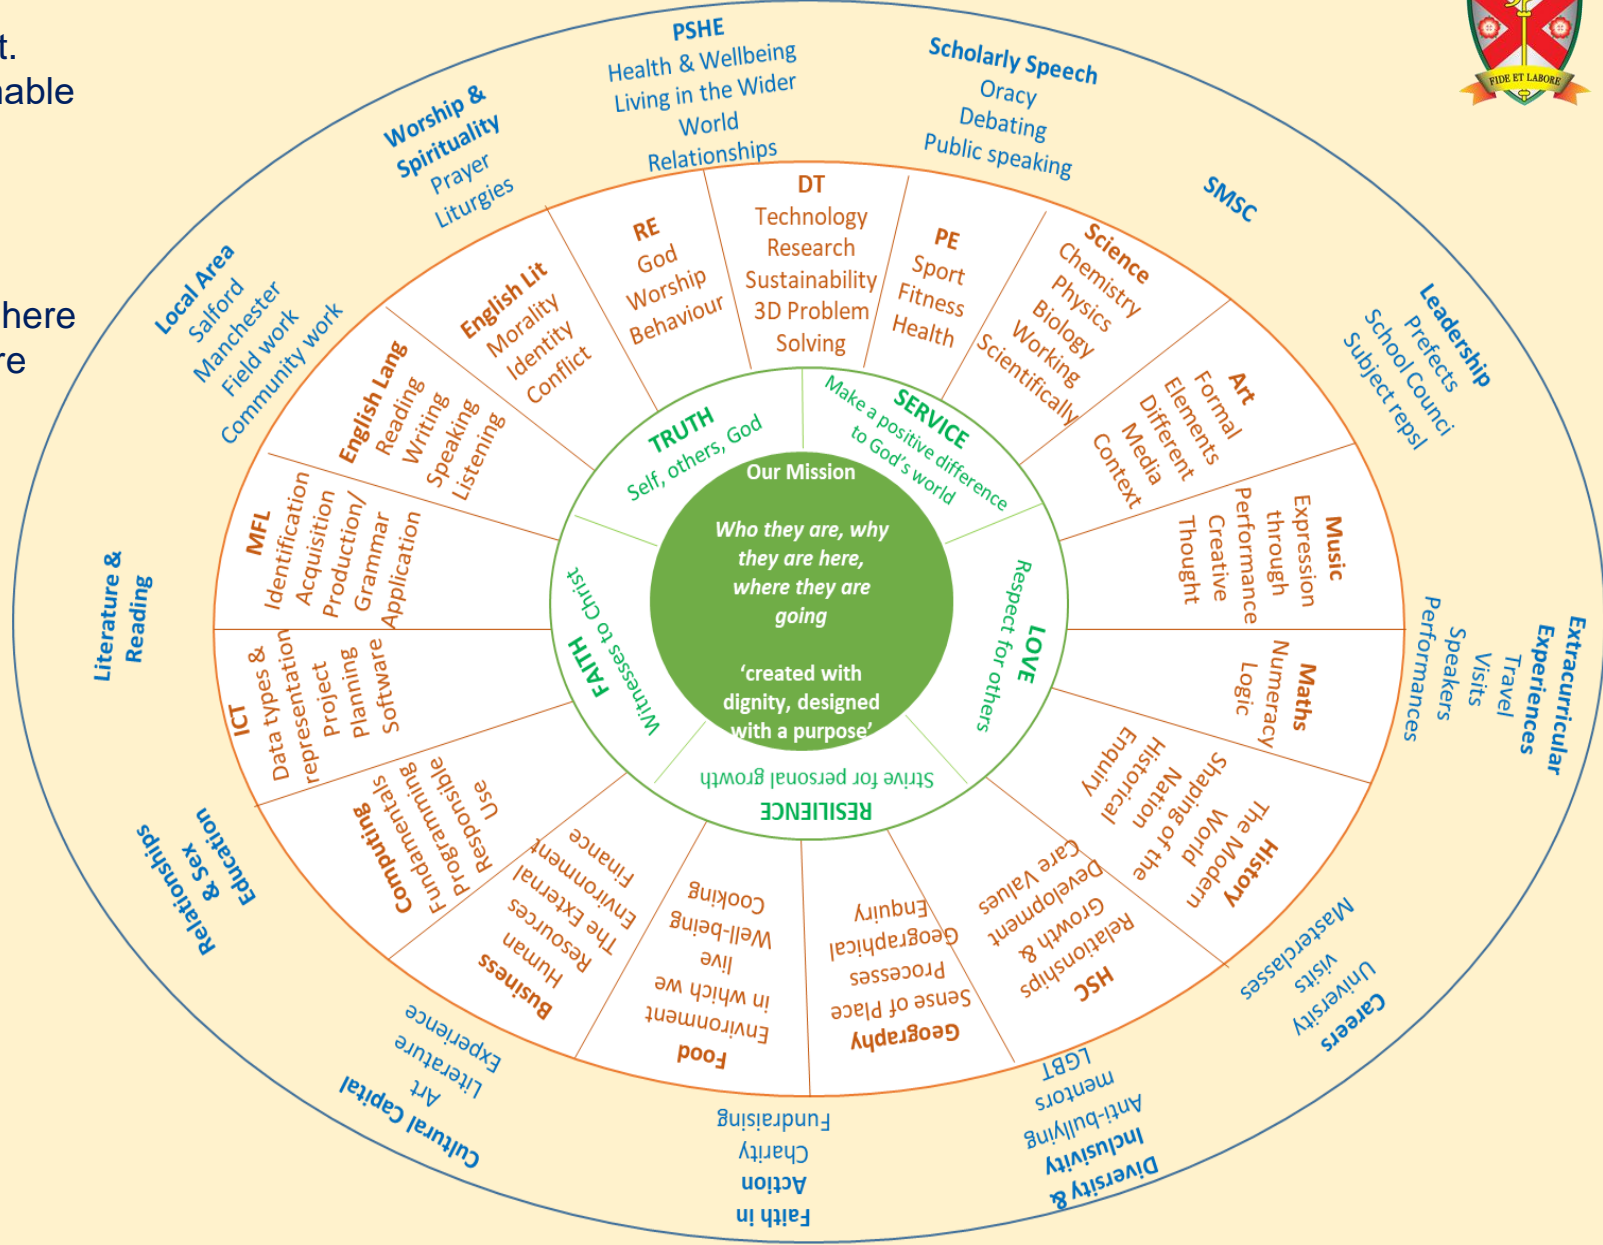 t.
nable
here
re
FIDE ET LABORE
PSHE
Health & Wellbeing
Living in the Wider
World
Relationships
Scholarly Speech
Oracy
Debating
Public speaking
SMSC
Leadership
Prefects
School Counci
Subject repsl
Extracurricular
Experiences
Travel
Visits
Speakers
Performances
Careers
University
visits
Masterclasses
Diversity &
Inclusivity
Anti-bullying
mentors
LGBT
Faith in
Action
Charity
Fundraising
Cultural Capital
Art
Literature
Experience
Relationships
& Sex
Education
Literature &
Reading
Local Area
Salford
Manchester
Field work
Community work
Worship &
Spirituality
Prayer
Liturgies
DT
Technology
Research
Sustainability
3D Problem
Solving
PE
Sport
Fitness
Health
Science
Chemistry
Physics
Biology
Working
Scientifically
Art
Formal
Elements
Different
Media
Context
Music
Expression
through
Performance
Creative
Thought
Maths
Numeracy
Logic
History
The Modern
World
Shaping of the
Nation
Historical
Enquiry
HSC
Relationships
Growth &
Development
Care Values
Geography
Sense of Place
Processes
Geographical
Enquiry
Food
Environment
in which we
live
Well-being
Cooking
Business
Human
Resources
The External
Environment
Finance
Computing
Fundamentals
Programming
Responsible
Use
ICT
Data types &
representation
Project
Planning
Software
MFL
Identification
Acquisition
Production/
Grammar
Application
English Lang
Reading
Writing
Speaking
Listening
English Lit
Morality
Identity
Conflict
RE
God
Worship
Behaviour
TRUTH
Self, others, God
SERVICE
Make a positive difference
to God's world
LOVE
Respect for others
RESILIENCE
Strive for personal growth
FAITH
Witnesses to Christ
Our Mission
Who they are, why
they are here,
where they are
going
‘created with
dignity, designed
with a purpose’